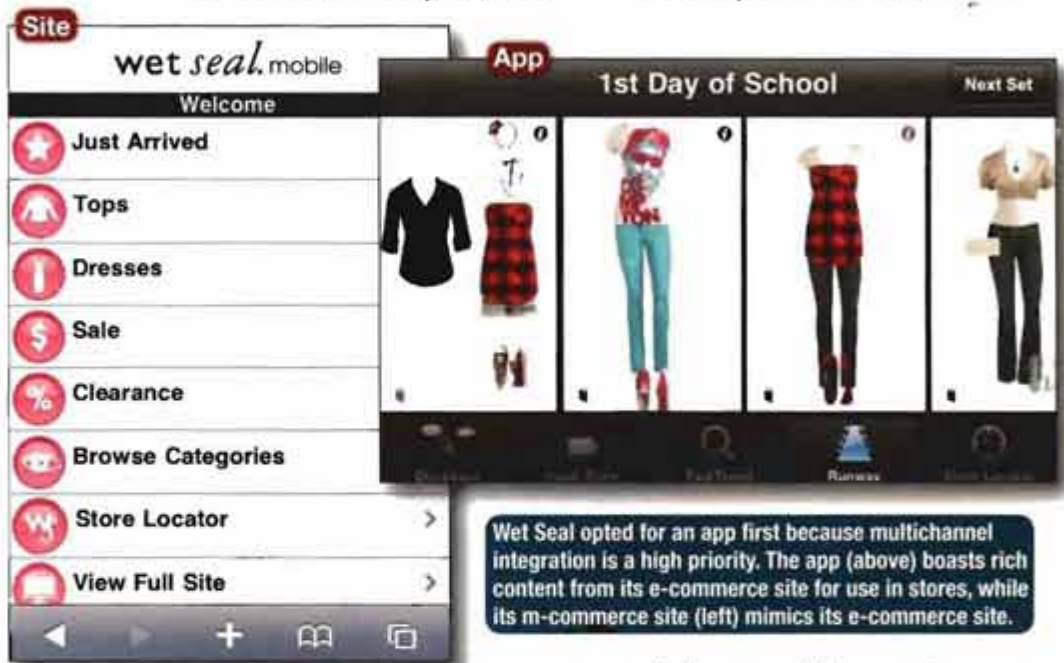 Site
wet seal. mobile
Welcome
Just Arrived
Tops
Dresses
Sale
Clearance
Browse Categories
Store Locator
View Full Site
App
1st Day of School
Next Set
Runway
Wet Seal opted for an app first because multichannel
integration is a high priority. The app (above) boasts rich
content from its e-commerce site for use in stores, while
its m-commerce site (left) mimics its e-commerce site.